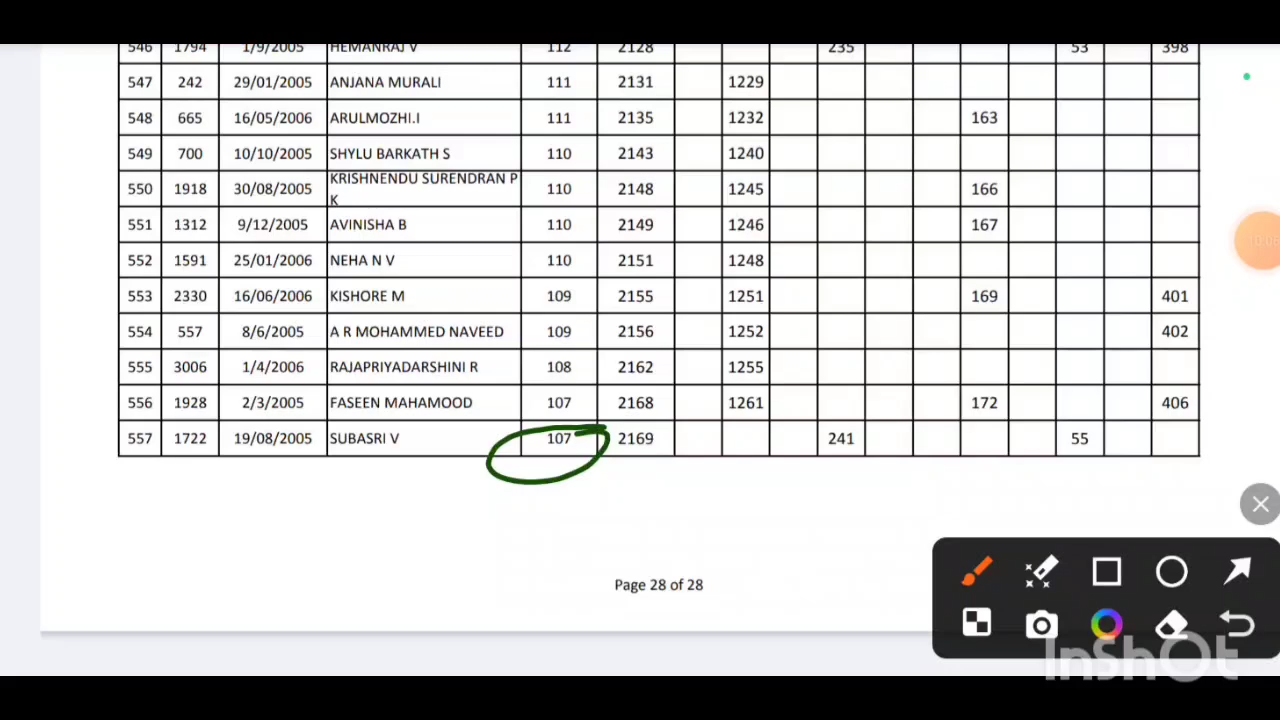 546 1794 1/9/2005 HEMANRAJ V 112 2128 235 53 398
547 242 29/01/2005 ANJANA MURALI 111 2131 1229
548 665 16/05/2006 ARULMOZHI.I 111 2135 1232 163
549 700 10/10/2005 SHYLU BARKATH S 110 2143 1240
550 1918 30/08/2005 KRISHNENDU SURENDRAN P 110 2148 1245 166
K
551 1312 9/12/2005 AVINISHA B 110 2149 1246 167
552 1591 25/01/2006 NEHA N V 110 2151 1248
553 2330 16/06/2006 KISHORE M 109 2155 1251 169 401
554 557 8/6/2005 A R MOHAMMED NAVEED 109 2156 1252 402
555 3006 1/4/2006 RAJAPRIYADARSHINI R 108 2162 1255
556 1928 2/3/2005 FASEEN MAHAMOOD 107 2168 1261 172 406
557 1722 19/08/2005 SUBASRI V 107 2169 241 55
Page 28 of 28
InShOt